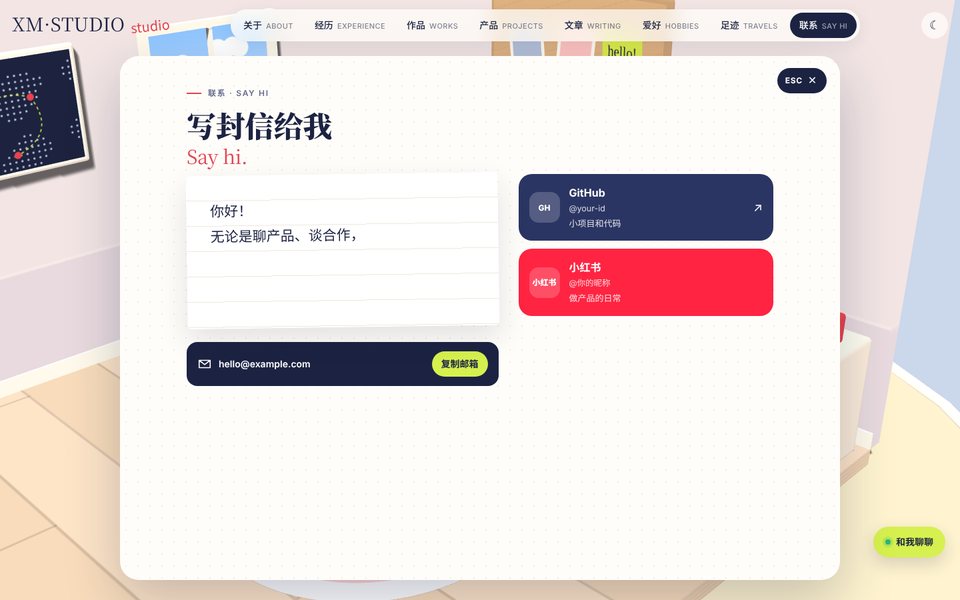 XM·STUDIO studio
关于 ABOUT 经历 EXPERIENCE 作品 WORKS 产品 PROJECTS 文章 WRITING 爱好 HOBBIES 足迹 TRAVELS 联系 SAY HI
hello!
ESC ✕
联系 · SAY HI
写封信给我
Say hi.
你好！
无论是聊产品、谈合作，
hello@example.com
复制邮箱
GH
GitHub
@your-id
小项目和代码
小红书
小红书
@你的昵称
做产品的日常
和我聊聊